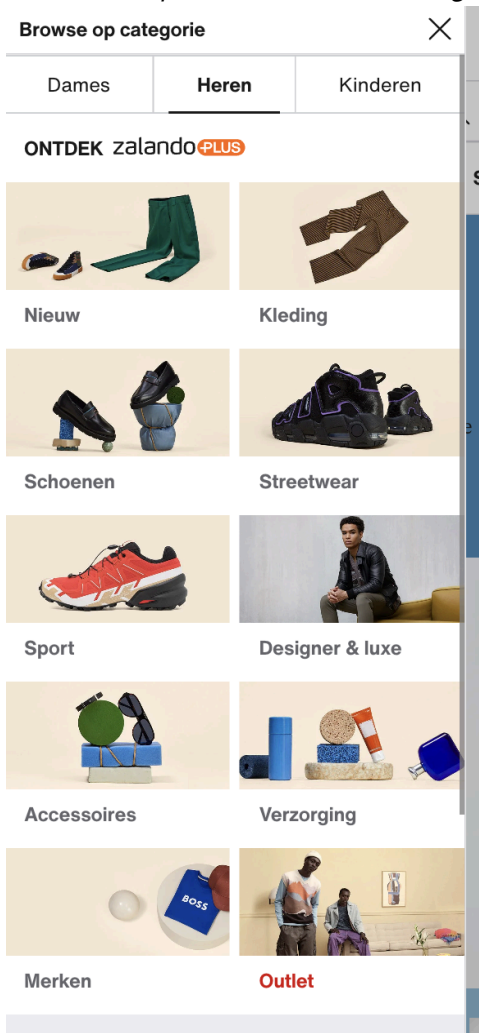 Browse op categorie
Dames
Heren
Kinderen
ONTDEK zalando PLUS
Nieuw
Kleding
Schoenen
Streetwear
Sport
Designer & luxe
Accessoires
Verzorging
BOSS
Merken
Outlet